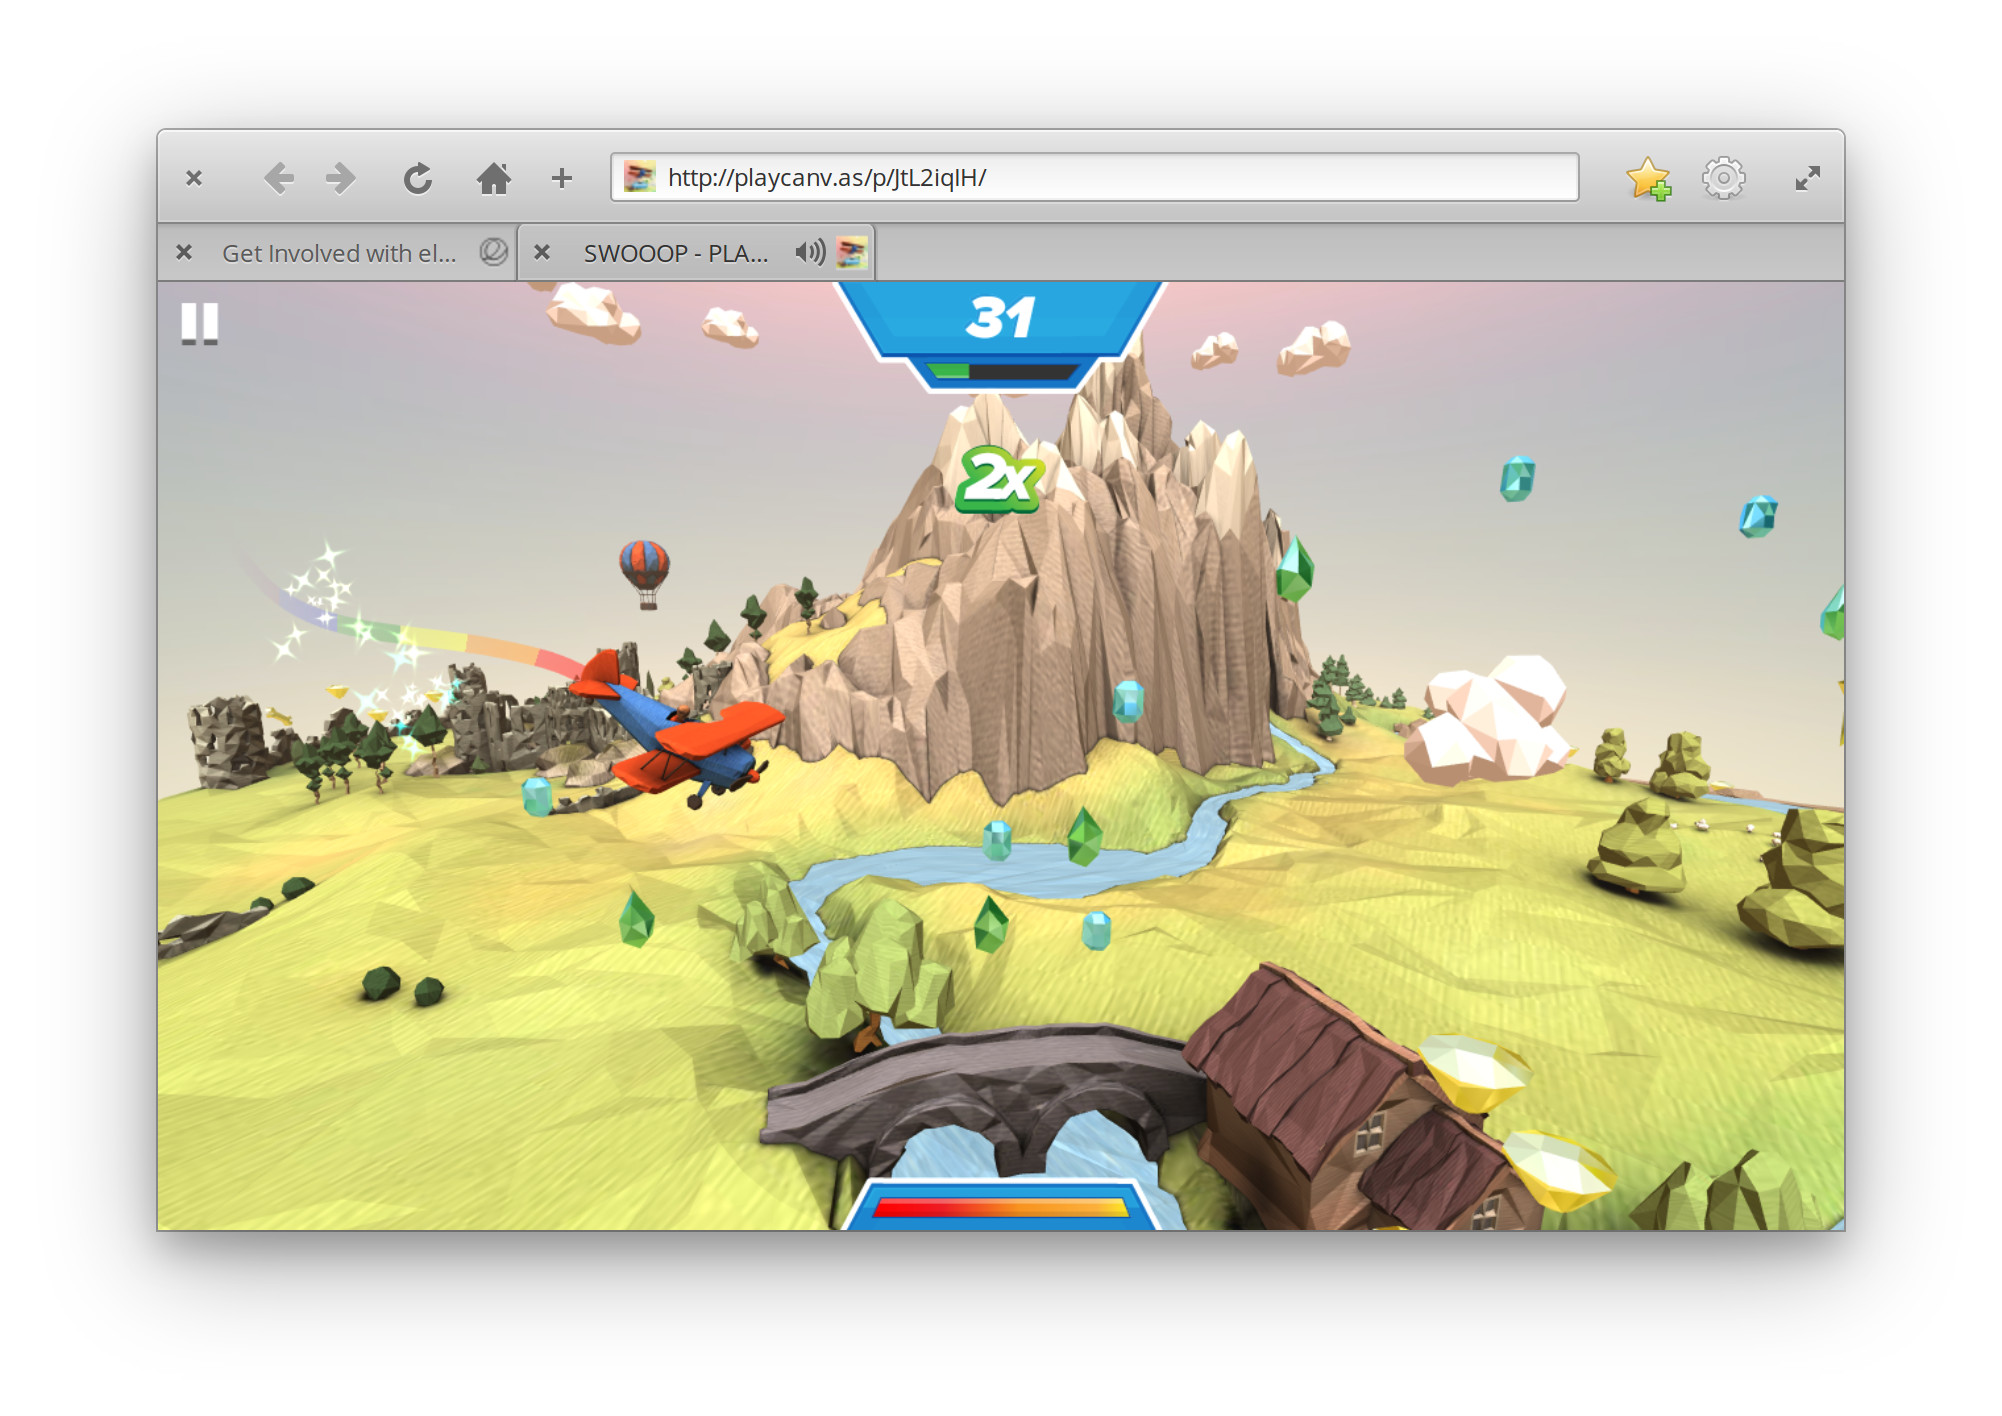 http://playcanv.as/p/JtL2iqIH/
Get Involved with el...
SWOOOP - PLA...
31
2x